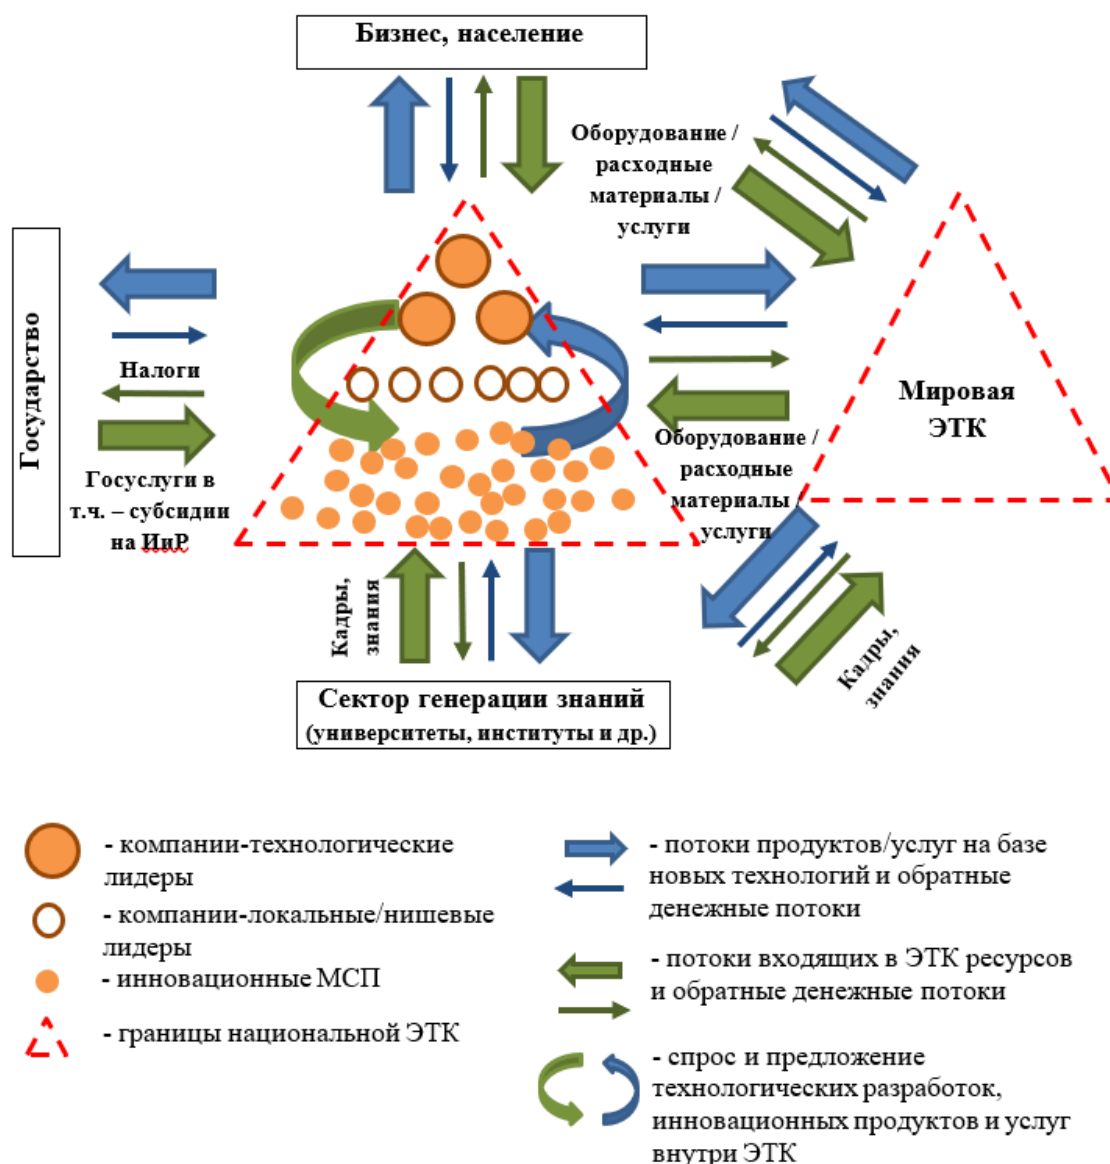 Бизнес, население
Оборудование /
расходные
материалы /
услуги
Государство
Налоги
Госуслуги в
т.ч. – субсидии
на ИиР
Мировая
ЭТК
Оборудование /
расходные
материалы /
услуги
Кадры,
знания
Кадры,
знания
Сектор генерации знаний
(университеты, институты и др.)
- компании-технологические
лидеры
- компании-локальные/нишевые
лидеры
- инновационные МСП
- границы национальной ЭТК
- потоки продуктов/услуг на базе
новых технологий и обратные
денежные потоки
- потоки входящих в ЭТК ресурсов
и обратные денежные потоки
- спрос и предложение
технологических разработок,
инновационных продуктов и услуг
внутри ЭТК